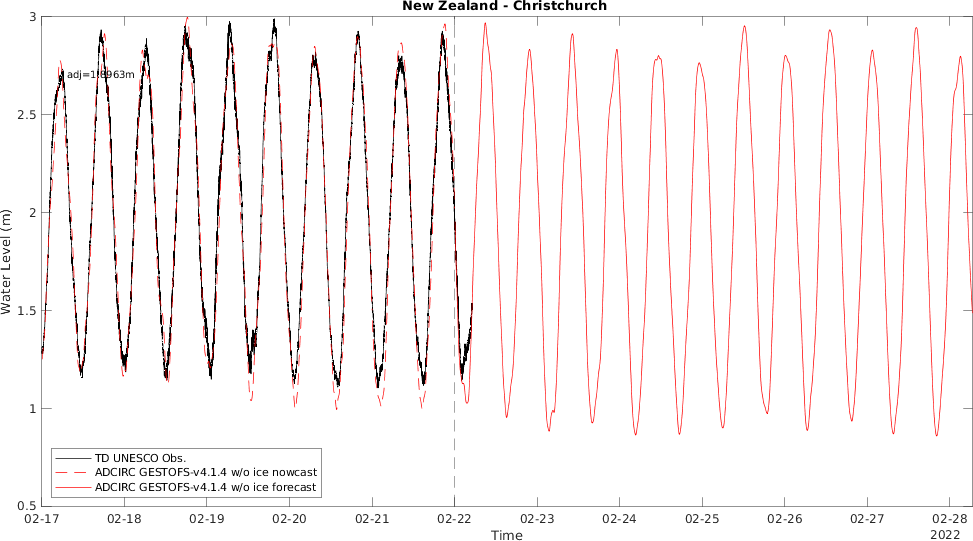 New Zealand - Christchurch
3
2.5
2
1.5
1
0.5
Water Level (m)
adj=1.8963m
TD UNESCO Obs.
ADCIRC GESTOFS-v4.1.4 w/o ice nowcast
ADCIRC GESTOFS-v4.1.4 w/o ice forecast
02-17 02-18 02-19 02-20 02-21 02-22 02-23 02-24 02-25 02-26 02-27 02-28
Time 2022